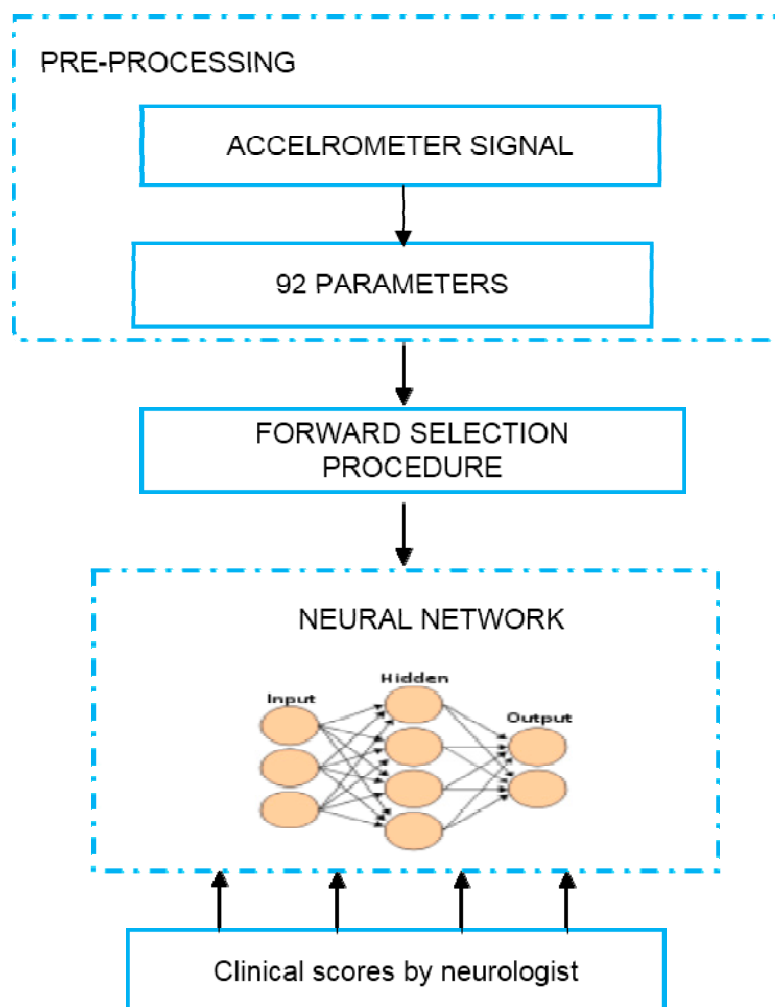 PRE-PROCESSING
ACCELROMETER SIGNAL
92 PARAMETERS
FORWARD SELECTION
PROCEDURE
NEURAL NETWORK
Hidden
Input
Output
Clinical scores by neurologist